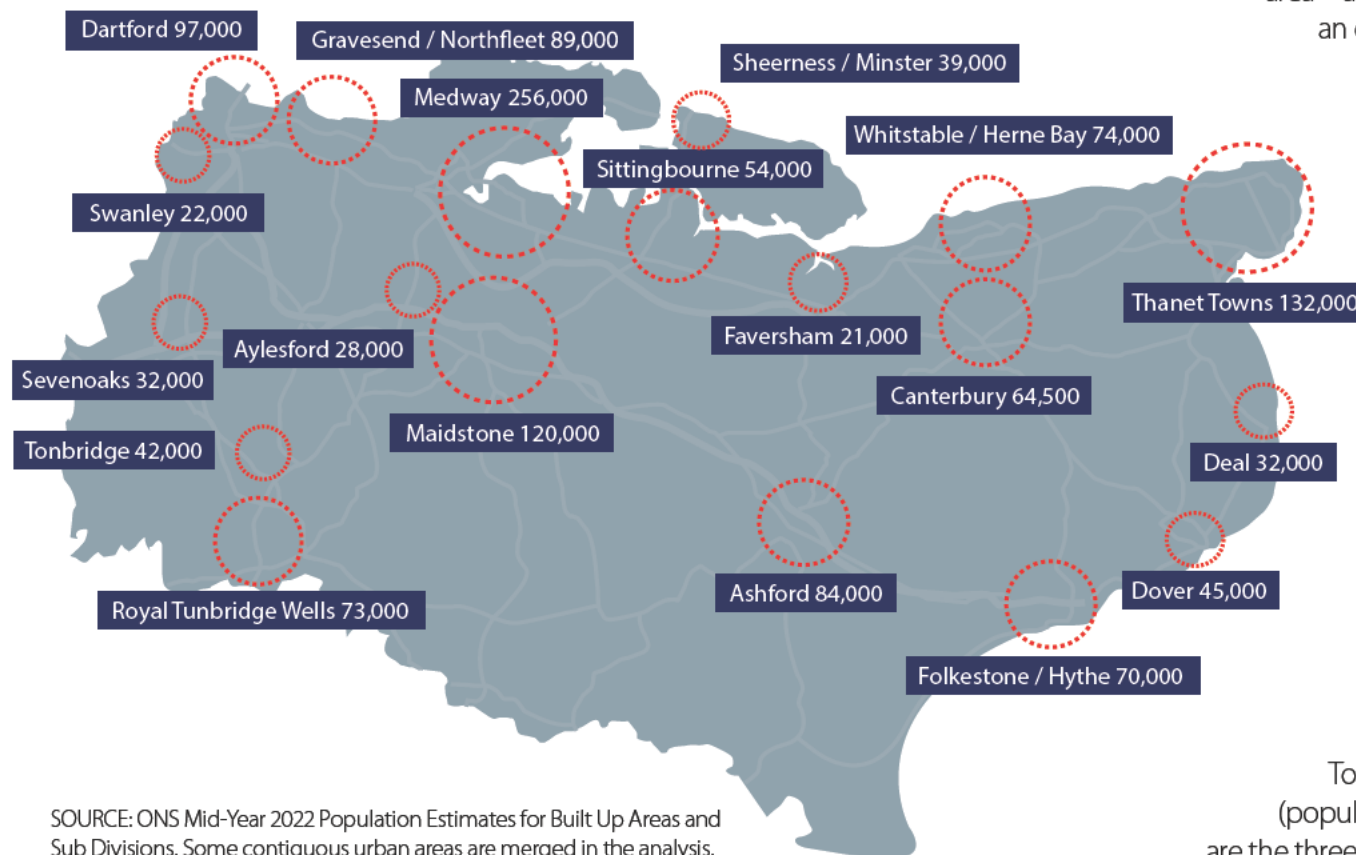 an
Dartford 97,000
Gravesend / Northfleet 89,000
Sheerness / Minster 39,000
Medway 256,000
Whitstable / Herne Bay 74,000
Sittingbourne 54,000
Swanley 22,000
Thanet Towns 132,000
Faversham 21,000
Aylesford 28,000
Sevenoaks 32,000
Canterbury 64,500
Maidstone 120,000
Tonbridge 42,000
Deal 32,000
Ashford 84,000
Dover 45,000
Royal Tunbridge Wells 73,000
Folkestone / Hythe 70,000
To
(popul
are the three
SOURCE: ONS Mid-Year 2022 Population Estimates for Built Up Areas and
Sub Divisions. Some contiguous urban areas are merged in the analysis.